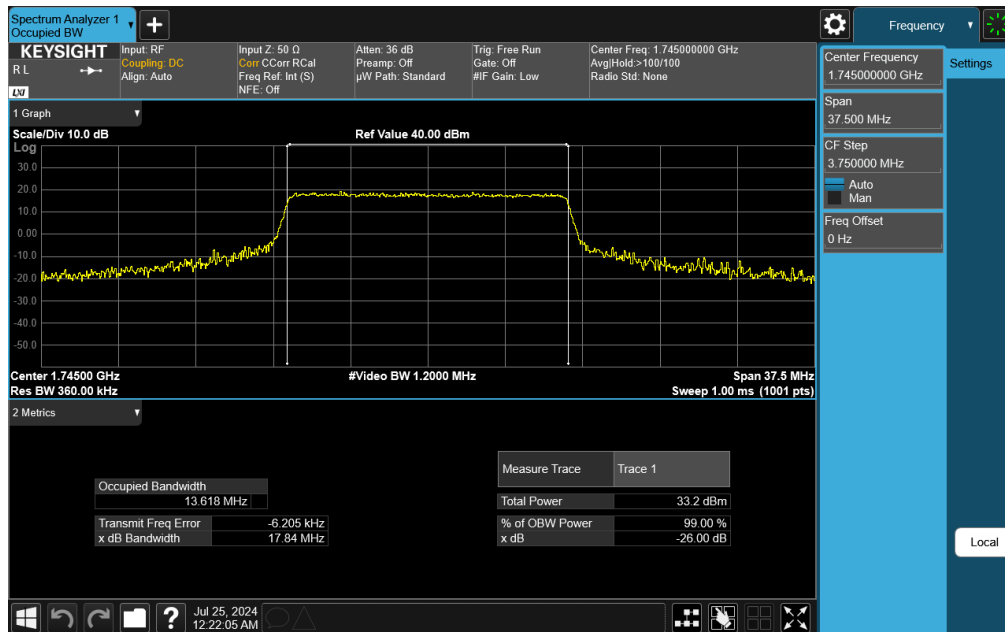 Spectrum Analyzer 1
Occupied BW
Frequency
KEYSIGHT
R L
LXI
Input: RF
Coupling: DC
Align: Auto
Input Z: 50 Ω
Corr CCorr RCal
Freq Ref: Int (S)
NFE: Off
Atten: 36 dB
Preamp: Off
µW Path: Standard
Trig: Free Run
Gate: Off
#IF Gain: Low
Center Freq: 1.745000000 GHz
Avg|Hold:>100/100
Radio Std: None
Center Frequency
1.745000000 GHz
Settings
Span
37.500 MHz
CF Step
3.750000 MHz
Auto
Man
Freq Offset
0 Hz
Local
1 Graph
Scale/Div 10.0 dB
Ref Value 40.00 dBm
Log
30.0
20.0
10.0
0.00
-10.0
-20.0
-30.0
-40.0
-50.0
Center 1.74500 GHz
#Video BW 1.2000 MHz
Span 37.5 MHz
Res BW 360.00 kHz
Sweep 1.00 ms (1001 pts)
2 Metrics
Measure Trace Trace 1
Occupied Bandwidth
13.618 MHz
Total Power 33.2 dBm
Transmit Freq Error -6.205 kHz
% of OBW Power 99.00 %
x dB Bandwidth 17.84 MHz
x dB -26.00 dB
?
Jul 25, 2024
12:22:05 AM